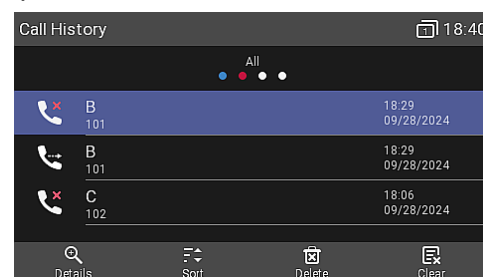 Call History 1 18:40
All
B 18:29
101 09/28/2024
B 18:29
101 09/28/2024
C 18:06
102 09/28/2024
Details Sort Delete Clear